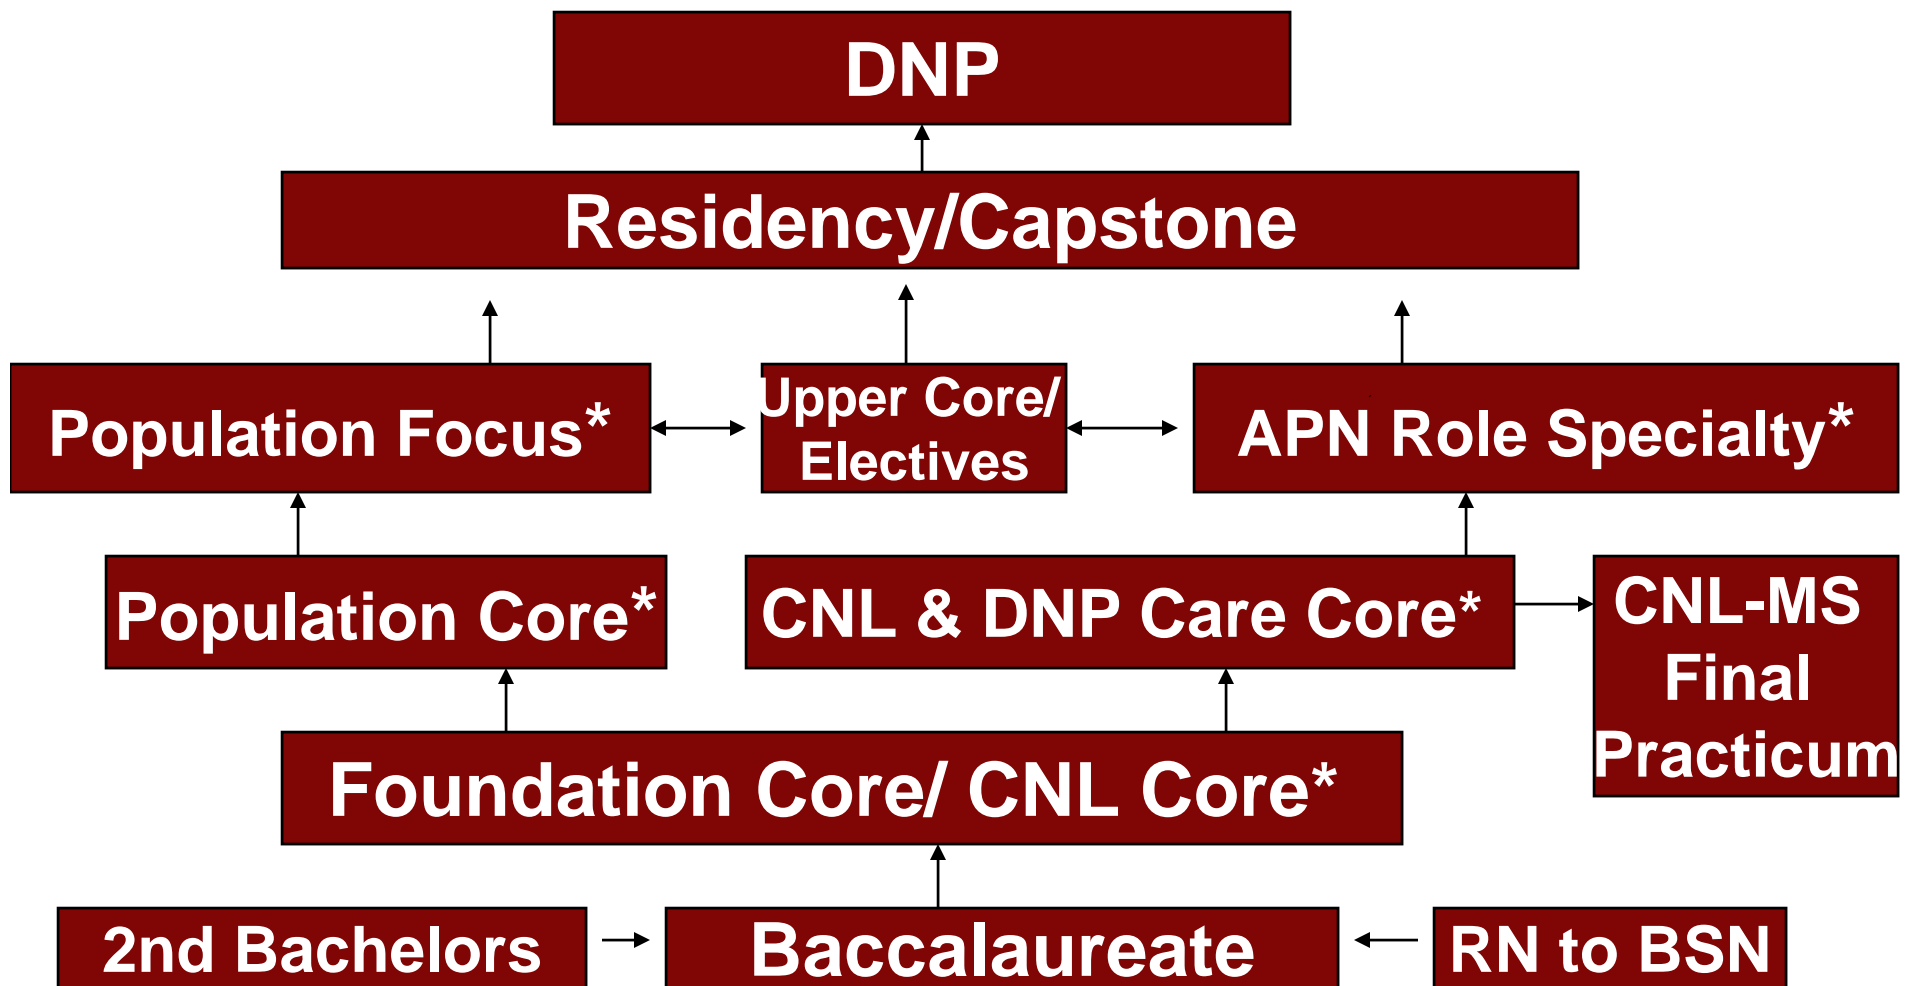 DNP
Residency/Capstone
Population Focus*
Upper Core/
Electives
APN Role Specialty*
Population Core*
CNL & DNP Care Core*
CNL-MS
Final
Practicum
Foundation Core/ CNL Core*
2nd Bachelors
Baccalaureate
RN to BSN